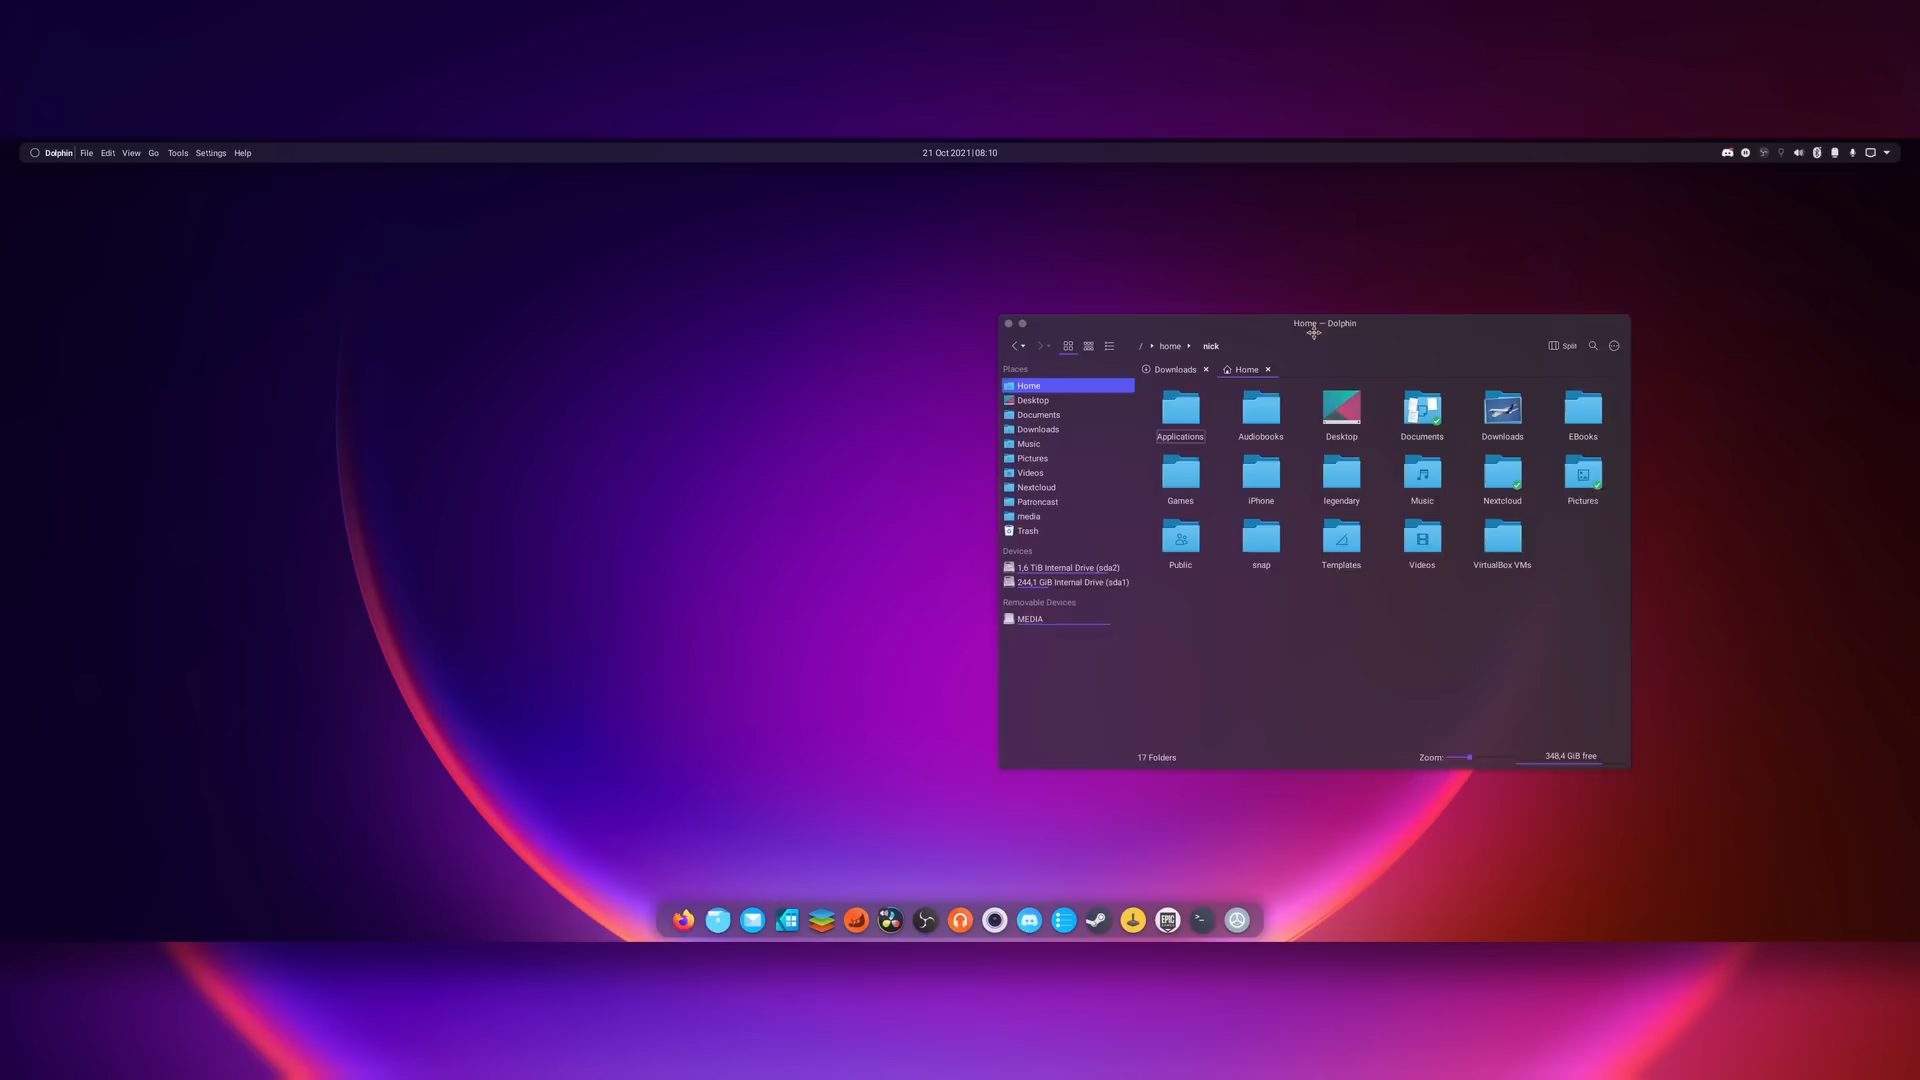 Dolphin File Edit View Go Tools Settings Help
21 Oct 2021|08:10
Home — Dolphin
/ home nick
Split
Places
Home
Desktop
Documents
Downloads
Music
Pictures
Videos
Nextcloud
Patroncast
media
Trash
Devices
1,6 TiB Internal Drive (sda2)
244,1 GiB Internal Drive (sda1)
Removable Devices
MEDIA
Downloads Home
Applications Audiobooks Desktop Documents Downloads EBooks
Games iPhone legendary Music Nextcloud Pictures
Public snap Templates Videos VirtualBox VMs
17 Folders
Zoom:
348,4 GiB free
EPIC
GAMES
>_